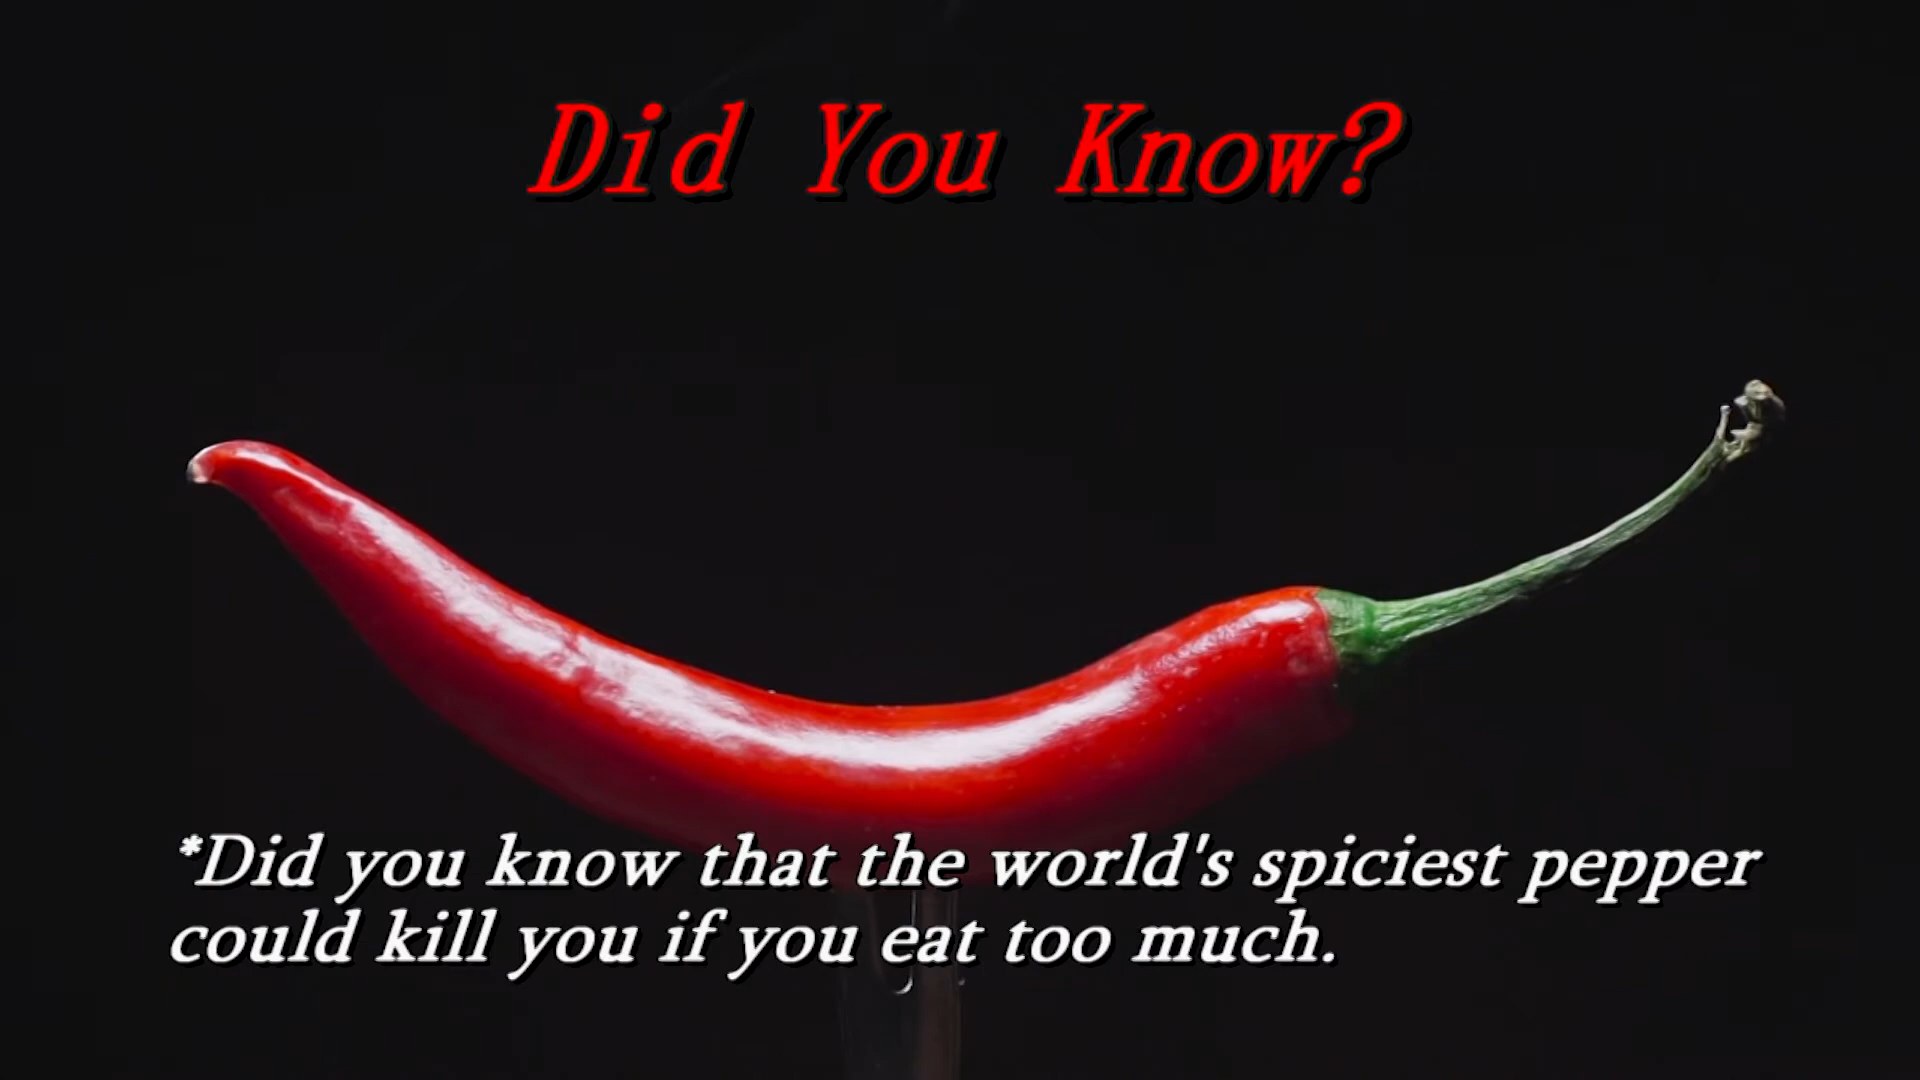 Did You Know?
*Did you know that the world's spiciest pepper
could kill you if you eat too much.